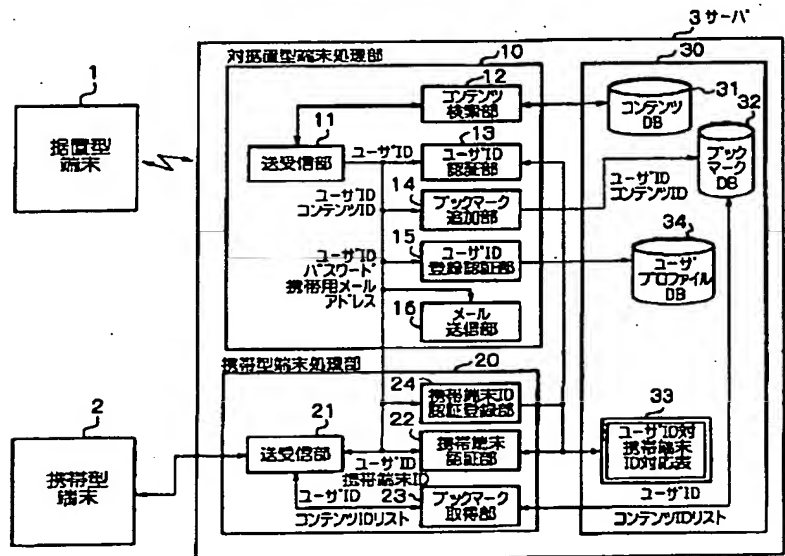 3 サーバ
対据置型端末処理部
10
30
1
据置型
端末
12
コンテンツ
検索部
31
コンテンツ
DB
32
ブック
マーク
DB
11
送受信部
ユーザID
13
ユーザID
認証部
ユーザID
コンテンツID
14
ブックマーク
追加部
ユーザID
コンテンツID
15
ユーザID
登録認証部
ユーザID
パスワード
携帯用メール
アドレス
34
ユーザ
プロファイル
DB
16
メール
送信部
携帯型端末処理部
20
24
携帯端末ID
認証登録部
2
携帯型
端末
21
送受信部
22
携帯端末
認証部
ユーザID
携帯端末ID
33
ユーザID対
携帯端末
ID対応表
ユーザID
コンテンツIDリスト
23
ブックマーク
取得部
ユーザID
コンテンツIDリスト